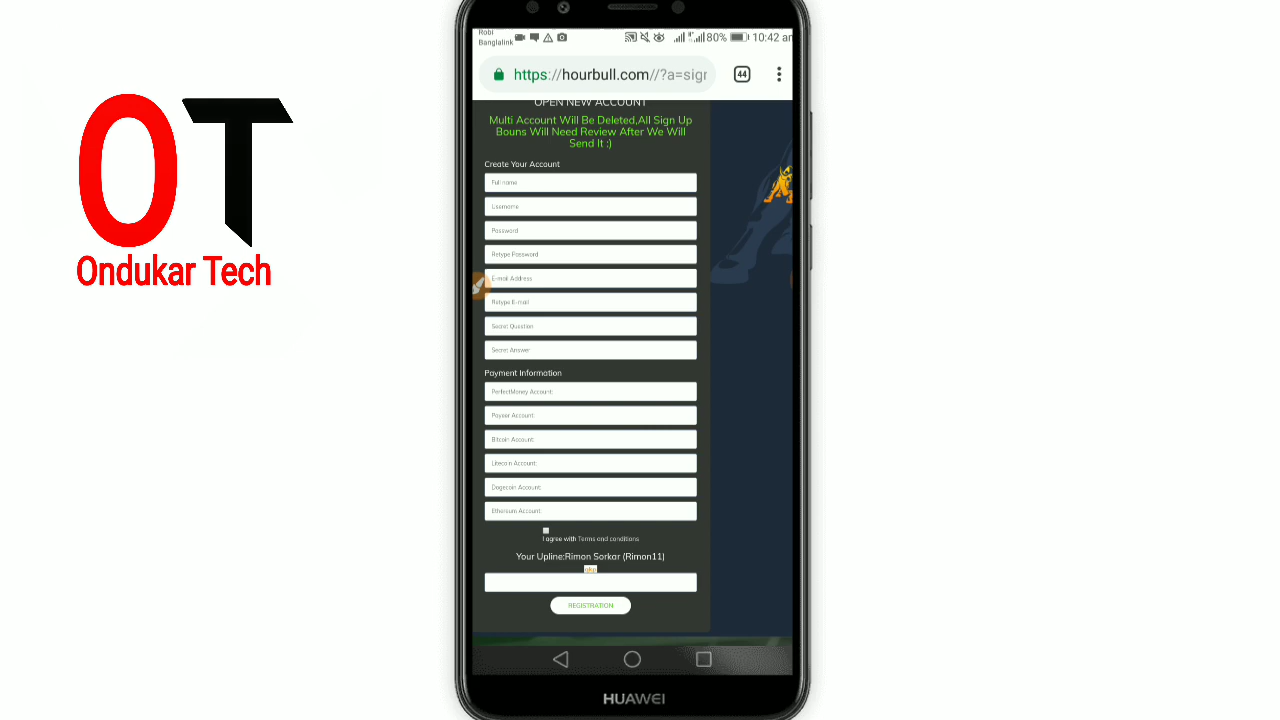 OT
Ondukar Tech
Robi
Banglalink
80%
10:42 am
https://hourbull.com//?a=sigr
44
OPEN NEW ACCOUNT
Multi Account Will Be Deleted,All Sign Up
Bouns Will Need Review After We Will
Send It :)
Create Your Account
Full name
Username
Password
Retype Password
E-mail Address
Retype E-mail
Secret Question
Secret Answer
Payment Information
PerfectMoney Account:
Payeer Account:
Bitcoin Account:
Litecoin Account:
Dogecoin Account:
Ethereum Account:
I agree with Terms and conditions
Your Upline:Rimon Sorkar (Rimon11)
REGISTRATION
HUAWEI